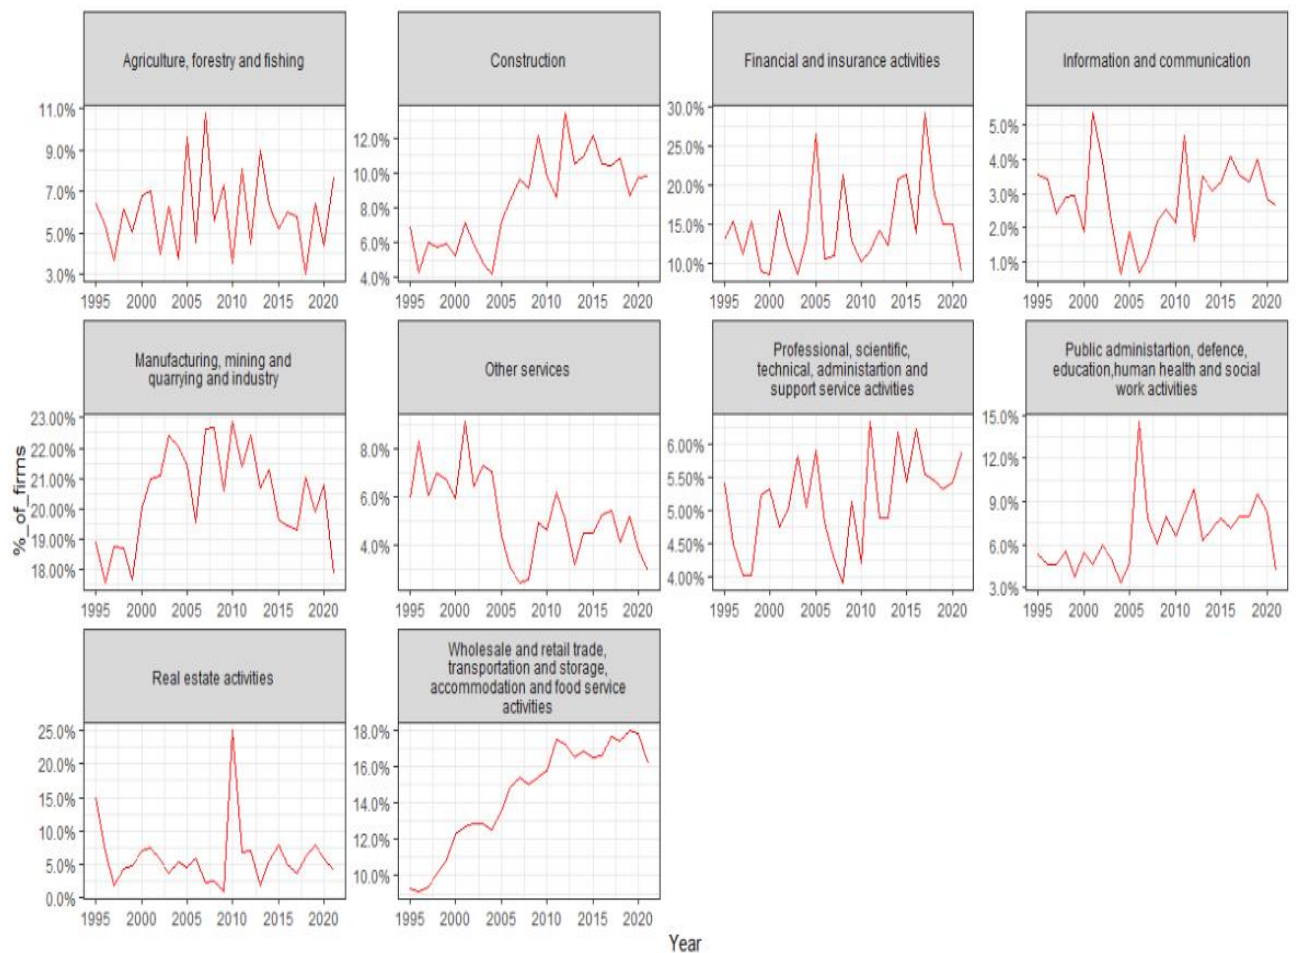 Agriculture, forestry and fishing
Construction
Financial and insurance activities
Information and communication
11.0%
9.0%
7.0%
5.0%
3.0%
12.0%
10.0%
8.0%
6.0%
4.0%
30.0%
25.0%
20.0%
15.0%
10.0%
5.0%
4.0%
3.0%
2.0%
1.0%
1995 2000 2005 2010 2015 2020
1995 2000 2005 2010 2015 2020
1995 2000 2005 2010 2015 2020
1995 2000 2005 2010 2015 2020
Manufacturing, mining and
quarrying and industry
Other services
Professional, scientific,
technical, administartion and
support service activities
Public administartion, defence,
education,human health and social
work activities
23.00%
22.00%
21.00%
20.00%
19.00%
18.00%
8.0%
6.0%
4.0%
6.00%
5.50%
5.00%
4.50%
4.00%
15.0%
12.0%
9.0%
6.0%
3.0%
1995 2000 2005 2010 2015 2020
1995 2000 2005 2010 2015 2020
1995 2000 2005 2010 2015 2020
1995 2000 2005 2010 2015 2020
%_of_firms
Real estate activities
Wholesale and retail trade,
transportation and storage,
accommodation and food service
activities
25.0%
20.0%
15.0%
10.0%
5.0%
0.0%
18.0%
16.0%
14.0%
12.0%
10.0%
1995 2000 2005 2010 2015 2020
1995 2000 2005 2010 2015 2020
Year